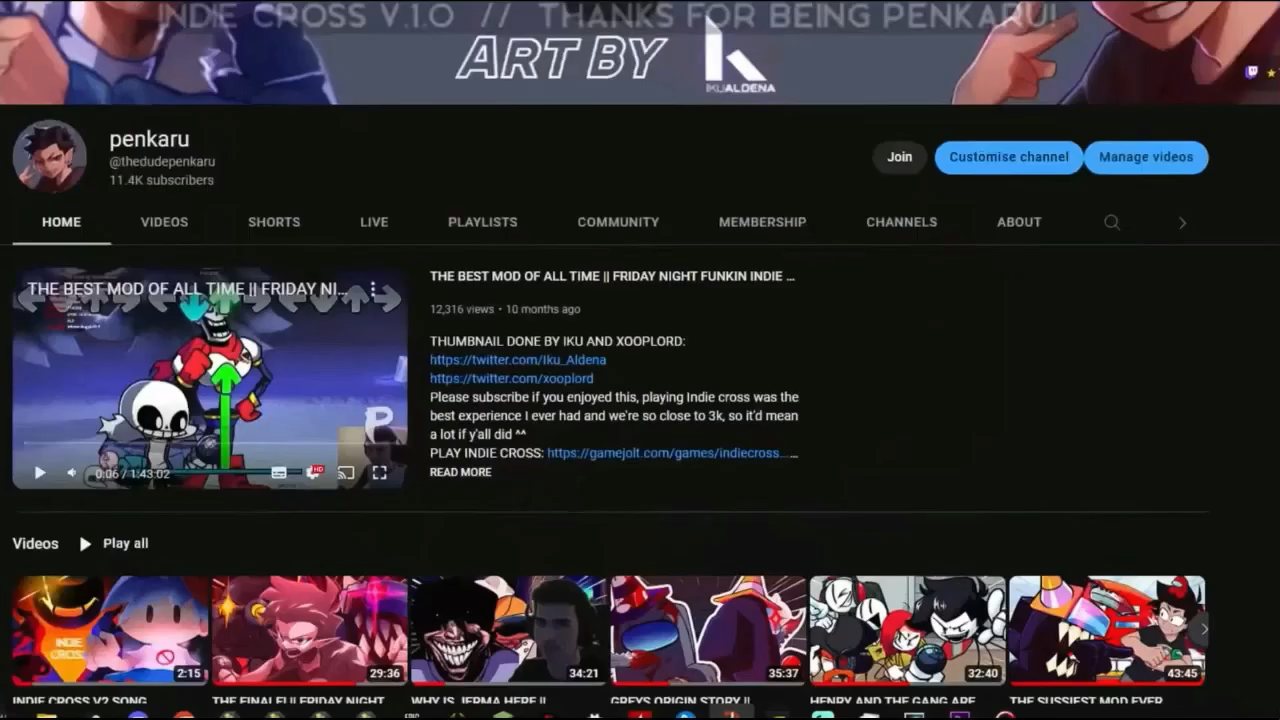 INDIE CROSS V.1.0 // THANKS FOR BEING PENKARU!
ART BY
IKUALDENA
penkaru
@thedudepenkaru
11.4K subscribers
Join
Customise channel
Manage videos
HOME
VIDEOS
SHORTS
LIVE
PLAYLISTS
COMMUNITY
MEMBERSHIP
CHANNELS
ABOUT
THE BEST MOD OF ALL TIME || FRIDAY NI...
0:06 / 1:43:02
HD
THE BEST MOD OF ALL TIME || FRIDAY NIGHT FUNKIN INDIE ...
12,316 views • 10 months ago
THUMBNAIL DONE BY IKU AND XOOPLORD:
https://twitter.com/Iku_Aldena
https://twitter.com/xooplord
Please subscribe if you enjoyed this, playing Indie cross was the
best experience I ever had and we're so close to 3k, so it'd mean
a lot if y'all did ^^
PLAY INDIE CROSS: https://gamejolt.com/games/indiecross... ...
READ MORE
Videos
Play all
INDIE
CROSS
2:15
29:36
34:21
35:37
32:40
43:45
INDIE CROSS V2 SONG
THE FINALE!! || FRIDAY NIGHT
WHY IS JERMA HERE ||
GREYS ORIGIN STORY ||
HENRY AND THE GANG ARE
THE SUSSIEST MOD EVER